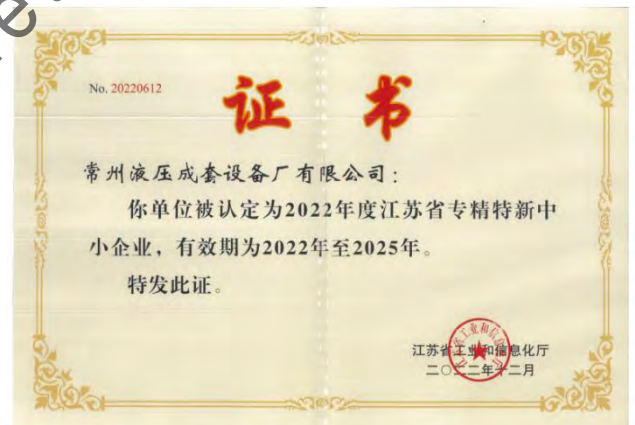 No. 20220612
证 书
常州液压成套设备厂有限公司：
你单位被认定为2022年度江苏省专精特新中
小企业，有效期为2022年至2025年。
特发此证。
江苏省工业和信息化厅
二〇二二年十二月